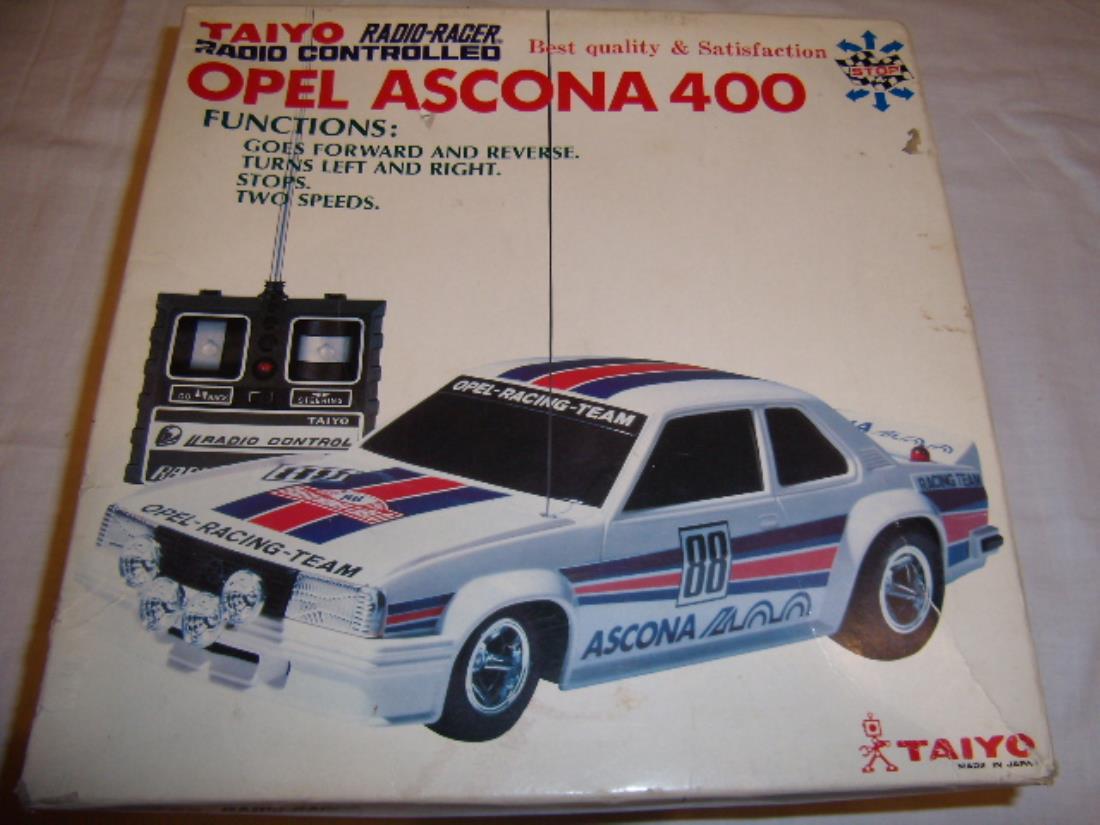 TAIYO RADIO-RACER
RADIO CONTROLLED
Best quality & Satisfaction
STOP
OPEL ASCONA 400
FUNCTIONS:
GOES FORWARD AND REVERSE.
TURNS LEFT AND RIGHT.
STOPS.
TWO SPEEDS.
STEERING
TAIYO
RADIO CONTROL
OPEL-RACING-TEAM
RACING TEAM
OPEL-RACING-TEAM
88
ASCONA 400
TAIYO
MADE IN JAPAN